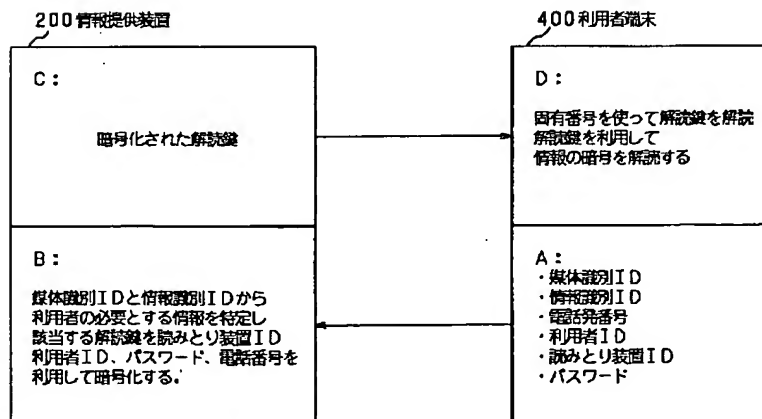 200情報提供装置
C:
暗号化された解読鍵
B:
媒体識別IDと情報識別IDから
利用者の必要とする情報を特定し
該当する解読鍵を読みとり装置ID
利用者ID、パスワード、電話番号を
利用して暗号化する。
400利用者端末
D:
固有番号を使って解読鍵を解読
解読鍵を利用して
情報の暗号を解読する
A:
・媒体識別ID
・情報識別ID
・電話発番号
・利用者ID
・読みとり装置ID
・パスワード